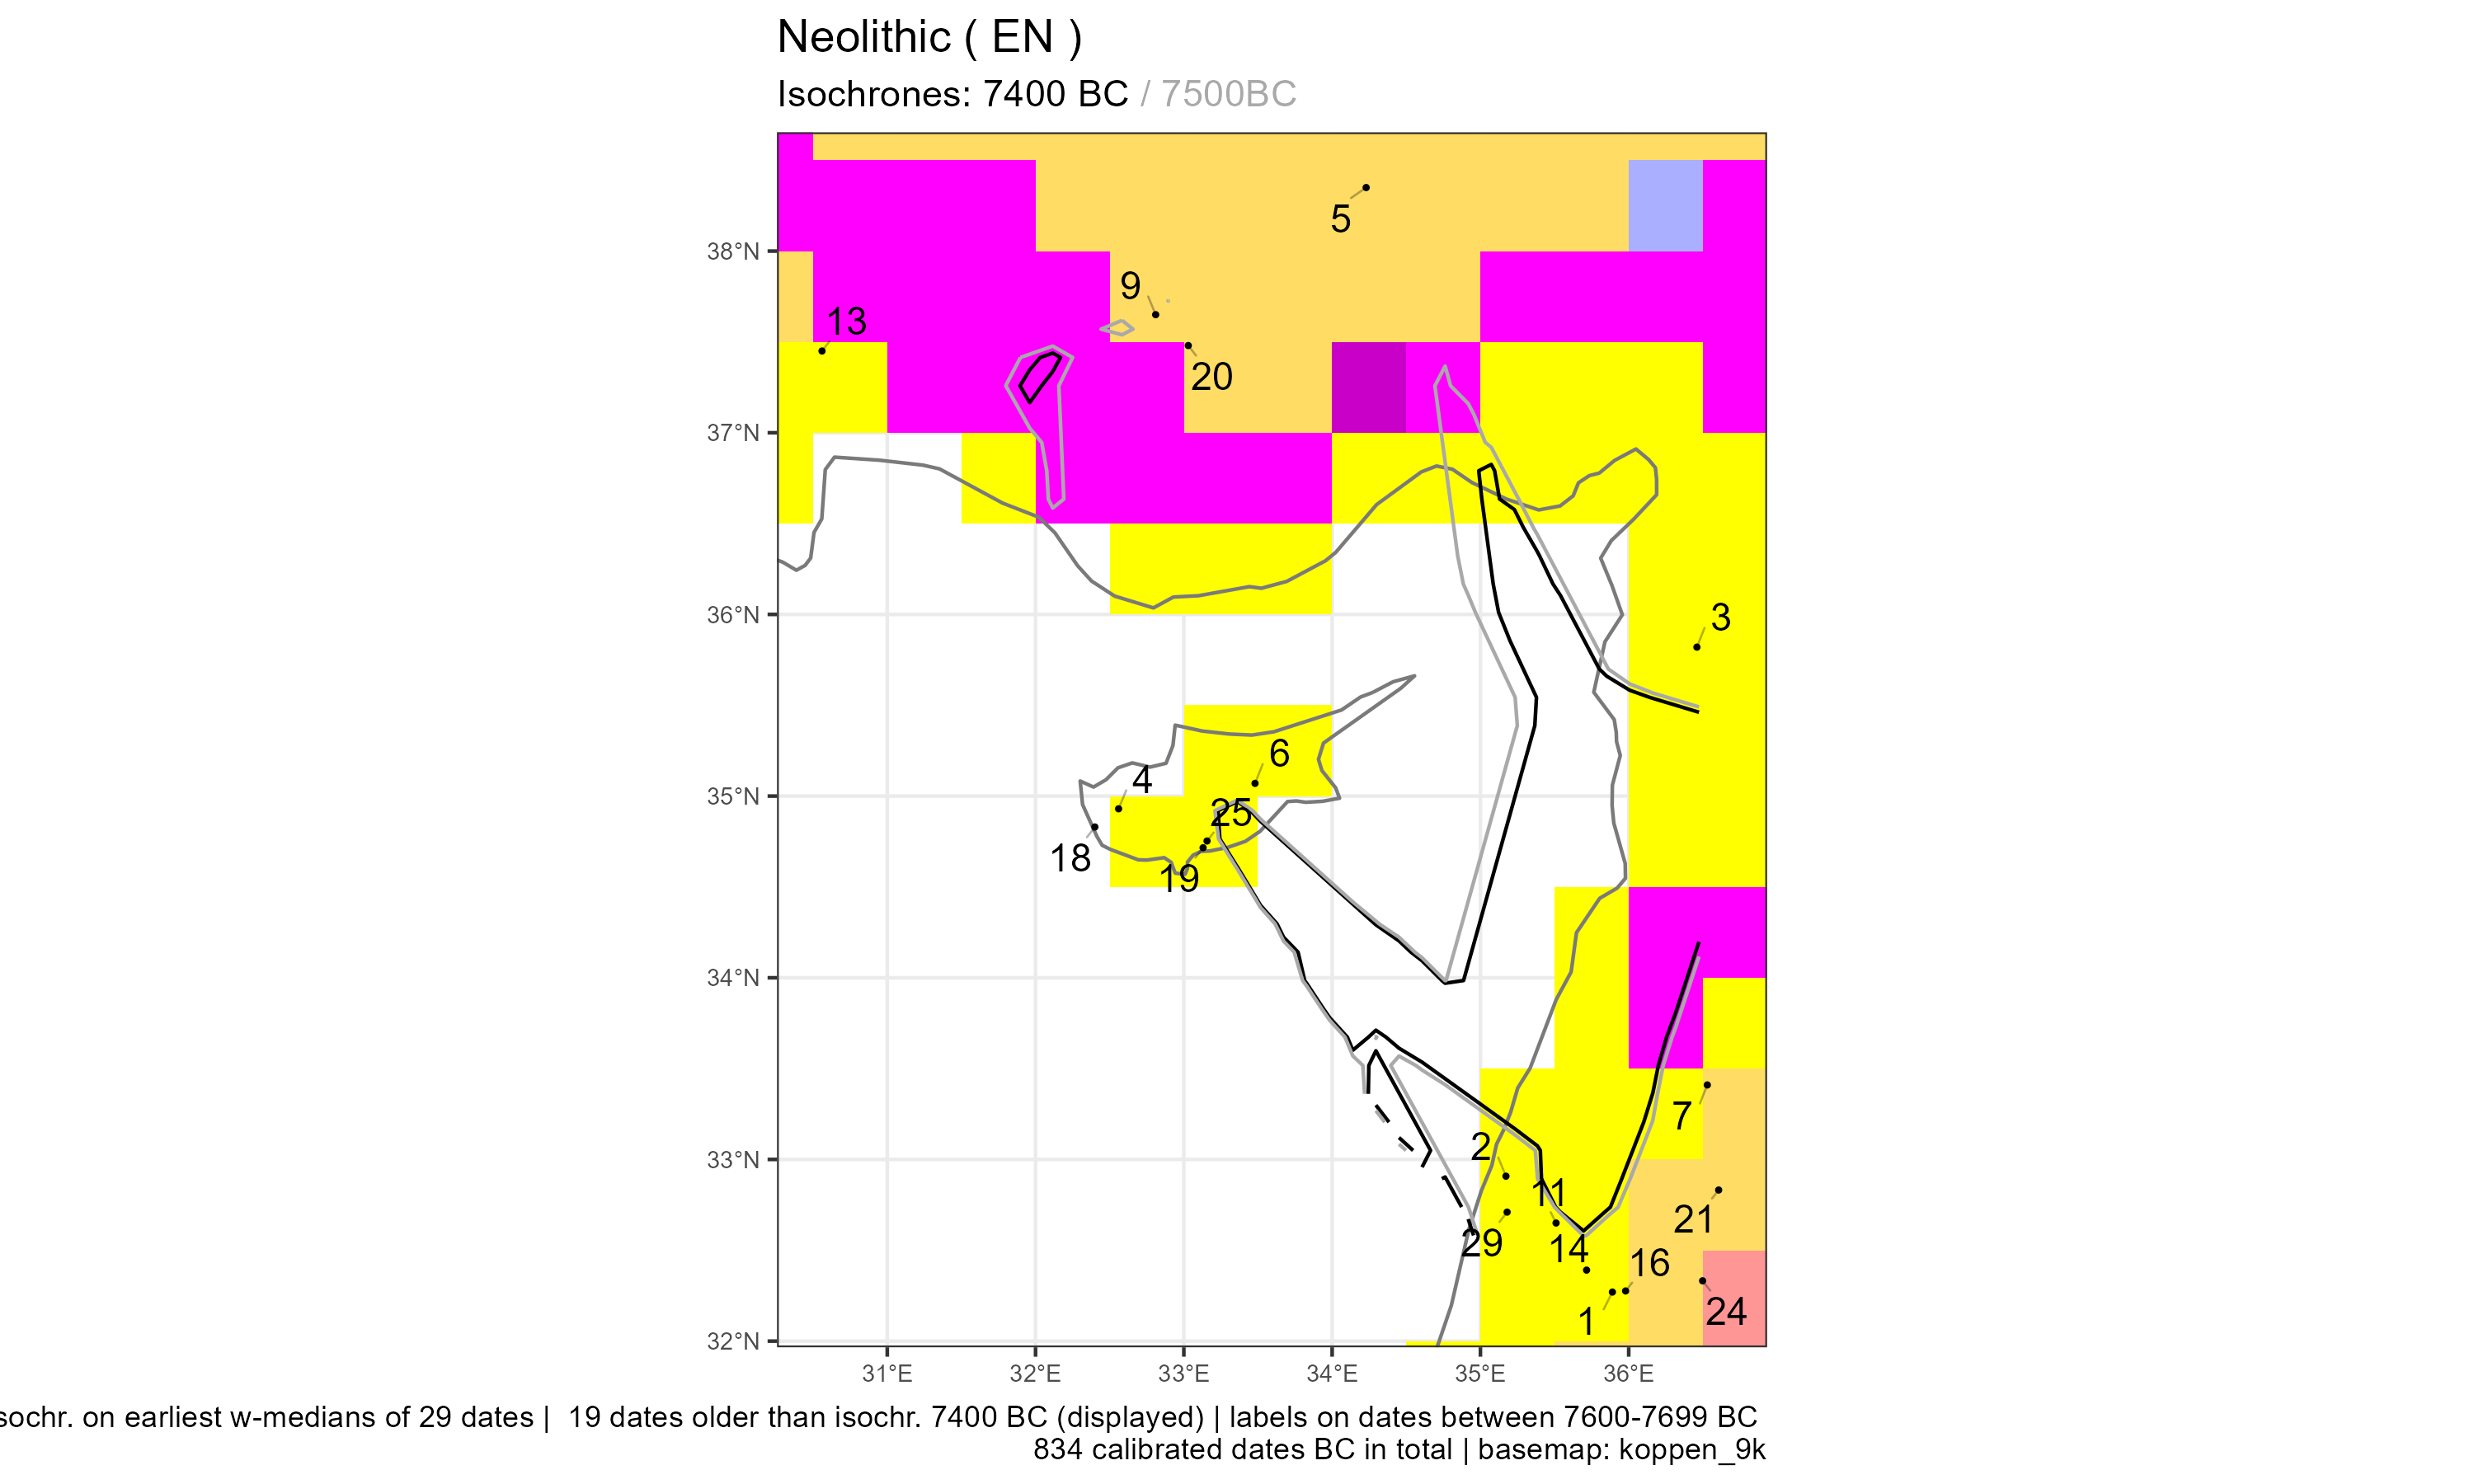 Neolithic ( EN )
Isochrones: 7400 BC / 7500BC
5
38°N
9
13
20
37°N
36°N
3
6
4
35°N
25
18
19
34°N
7
33°N
2
11
21
29
14
16
1
24
32°N
31°E 32°E 33°E 34°E 35°E 36°E
sochr. on earliest w-medians of 29 dates | 19 dates older than isochr. 7400 BC (displayed) | labels on dates between 7600-7699 BC
834 calibrated dates BC in total | basemap: koppen_9k